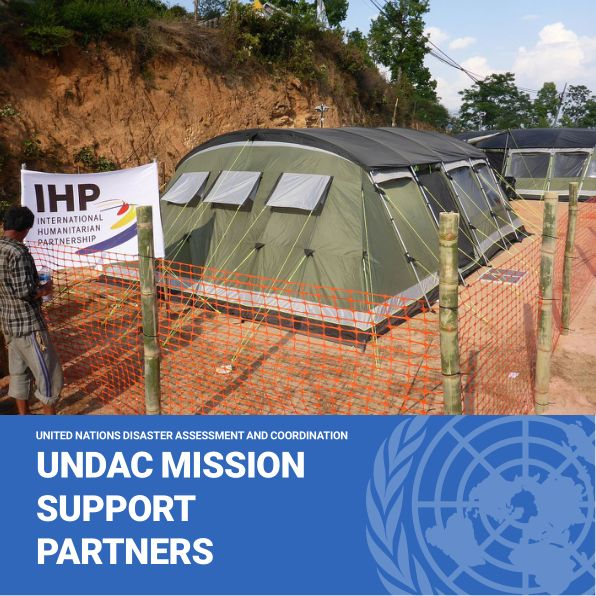 IHP
INTERNATIONAL
HUMANITARIAN
PARTNERSHIP
UNITED NATIONS DISASTER ASSESSMENT AND COORDINATION
UNDAC MISSION
SUPPORT
PARTNERS